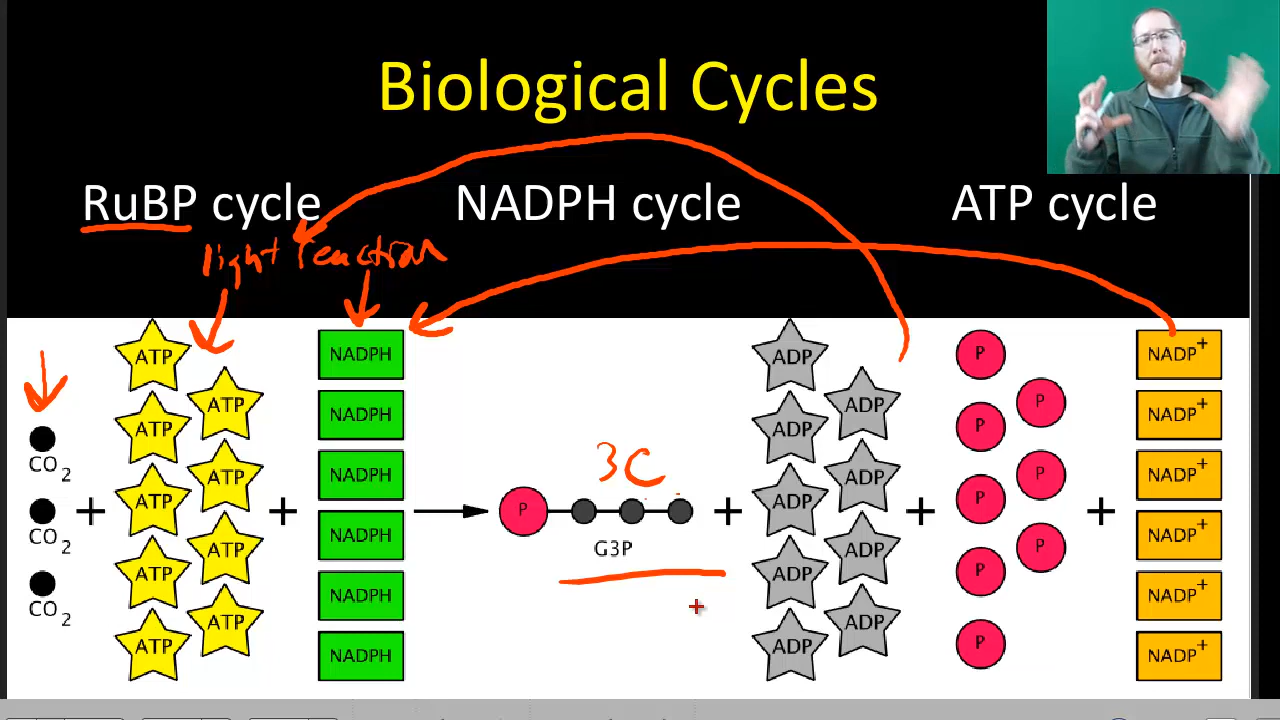 Biological Cycles
RuBP cycle NADPH cycle ATP cycle
light reaction
ATP NADPH ADP P NADP+
ATP ADP P
ATP NADPH ADP P NADP+
ATP NADPH 3C ADP P NADP+
CO2 ATP ADP
CO2 + ATP + NADPH P G3P + ADP + P + NADP+
ATP ADP P
CO2 ATP NADPH ADP P NADP+
ATP ADP
ATP NADPH ADP P NADP+